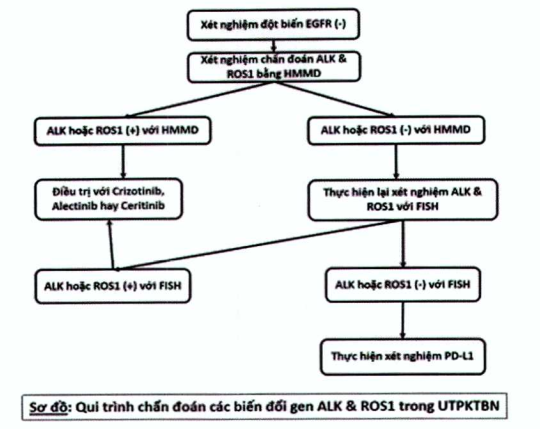 Xét nghiệm đột biến EGFR (-)
Xét nghiệm chẩn đoán ALK &
ROS1 bằng HMMD
ALK hoặc ROS1 (+) với HMMD
ALK hoặc ROS1 (-) với HMMD
Điều trị với Crizotinib,
Alectinib hay Ceritinib
Thực hiện lại xét nghiệm ALK &
ROS1 với FISH
ALK hoặc ROS1 (+) với FISH
ALK hoặc ROS1 (-) với FISH
Thực hiện xét nghiệm PD-L1
Sơ đồ: Qui trình chẩn đoán các biến đổi gen ALK & ROS1 trong UTPKTBN